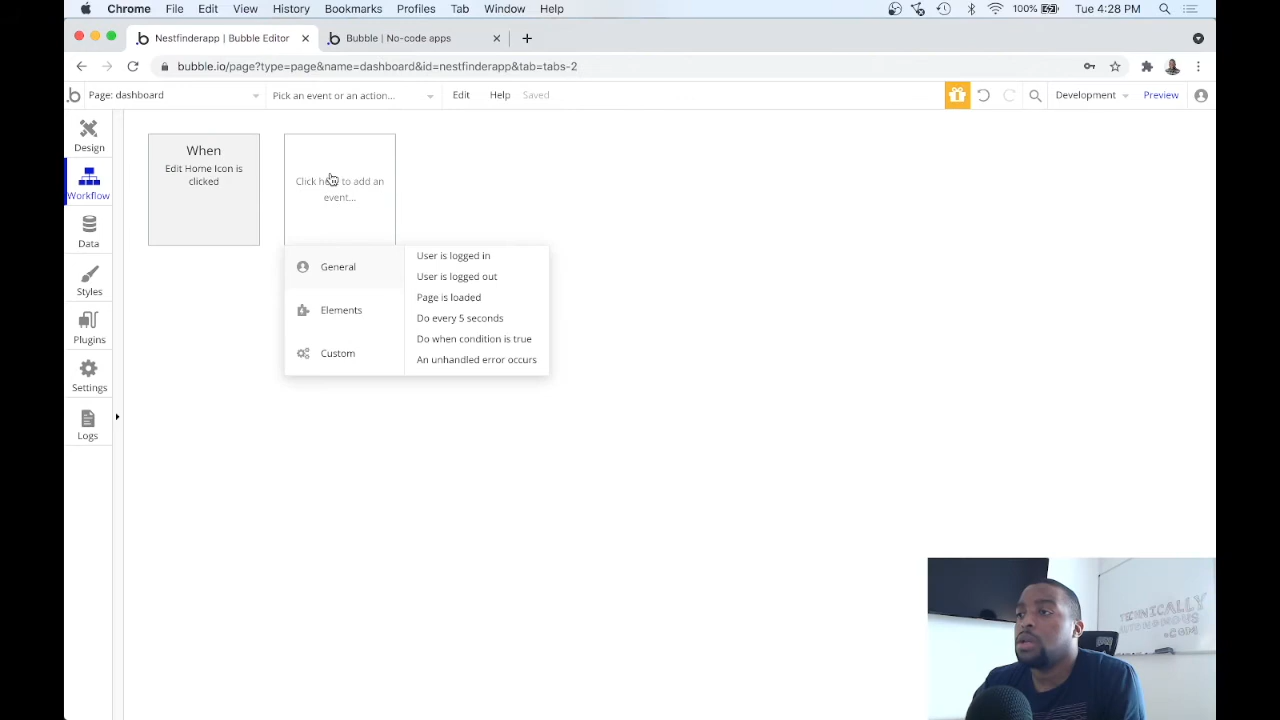 Chrome File Edit View History Bookmarks Profiles Tab Window Help 100% Tue 4:28 PM
Nestfinderapp | Bubble Editor Bubble | No-code apps
bubble.io/page?type=page&name=dashboard&id=nestfinderapp&tab=tabs-2
Page: dashboard Pick an event or an action... Edit Help Saved Development Preview
Design
Workflow
Data
Styles
Plugins
Settings
Logs
When
Edit Home Icon is
clicked
Click here to add an
event...
General
Elements
Custom
User is logged in
User is logged out
Page is loaded
Do every 5 seconds
Do when condition is true
An unhandled error occurs
TECHNICALLY
AUTONOMOUS
.COM